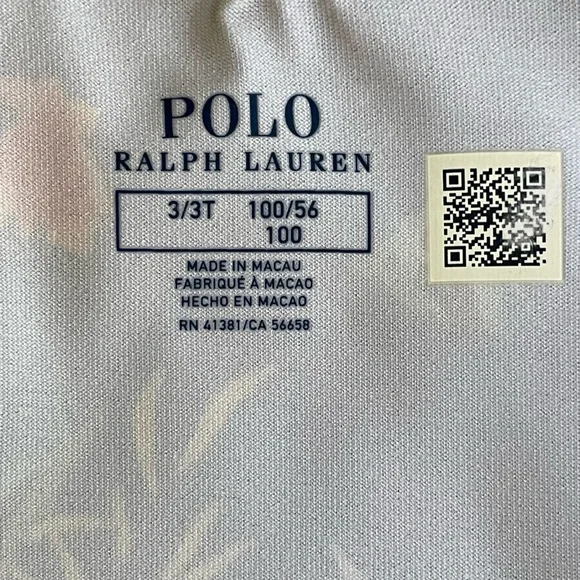 POLO
RALPH LAUREN
3/3T 100/56
100
MADE IN MACAU
FABRIQUÉ À MACAO
HECHO EN MACAO
RN 41381/CA 56658